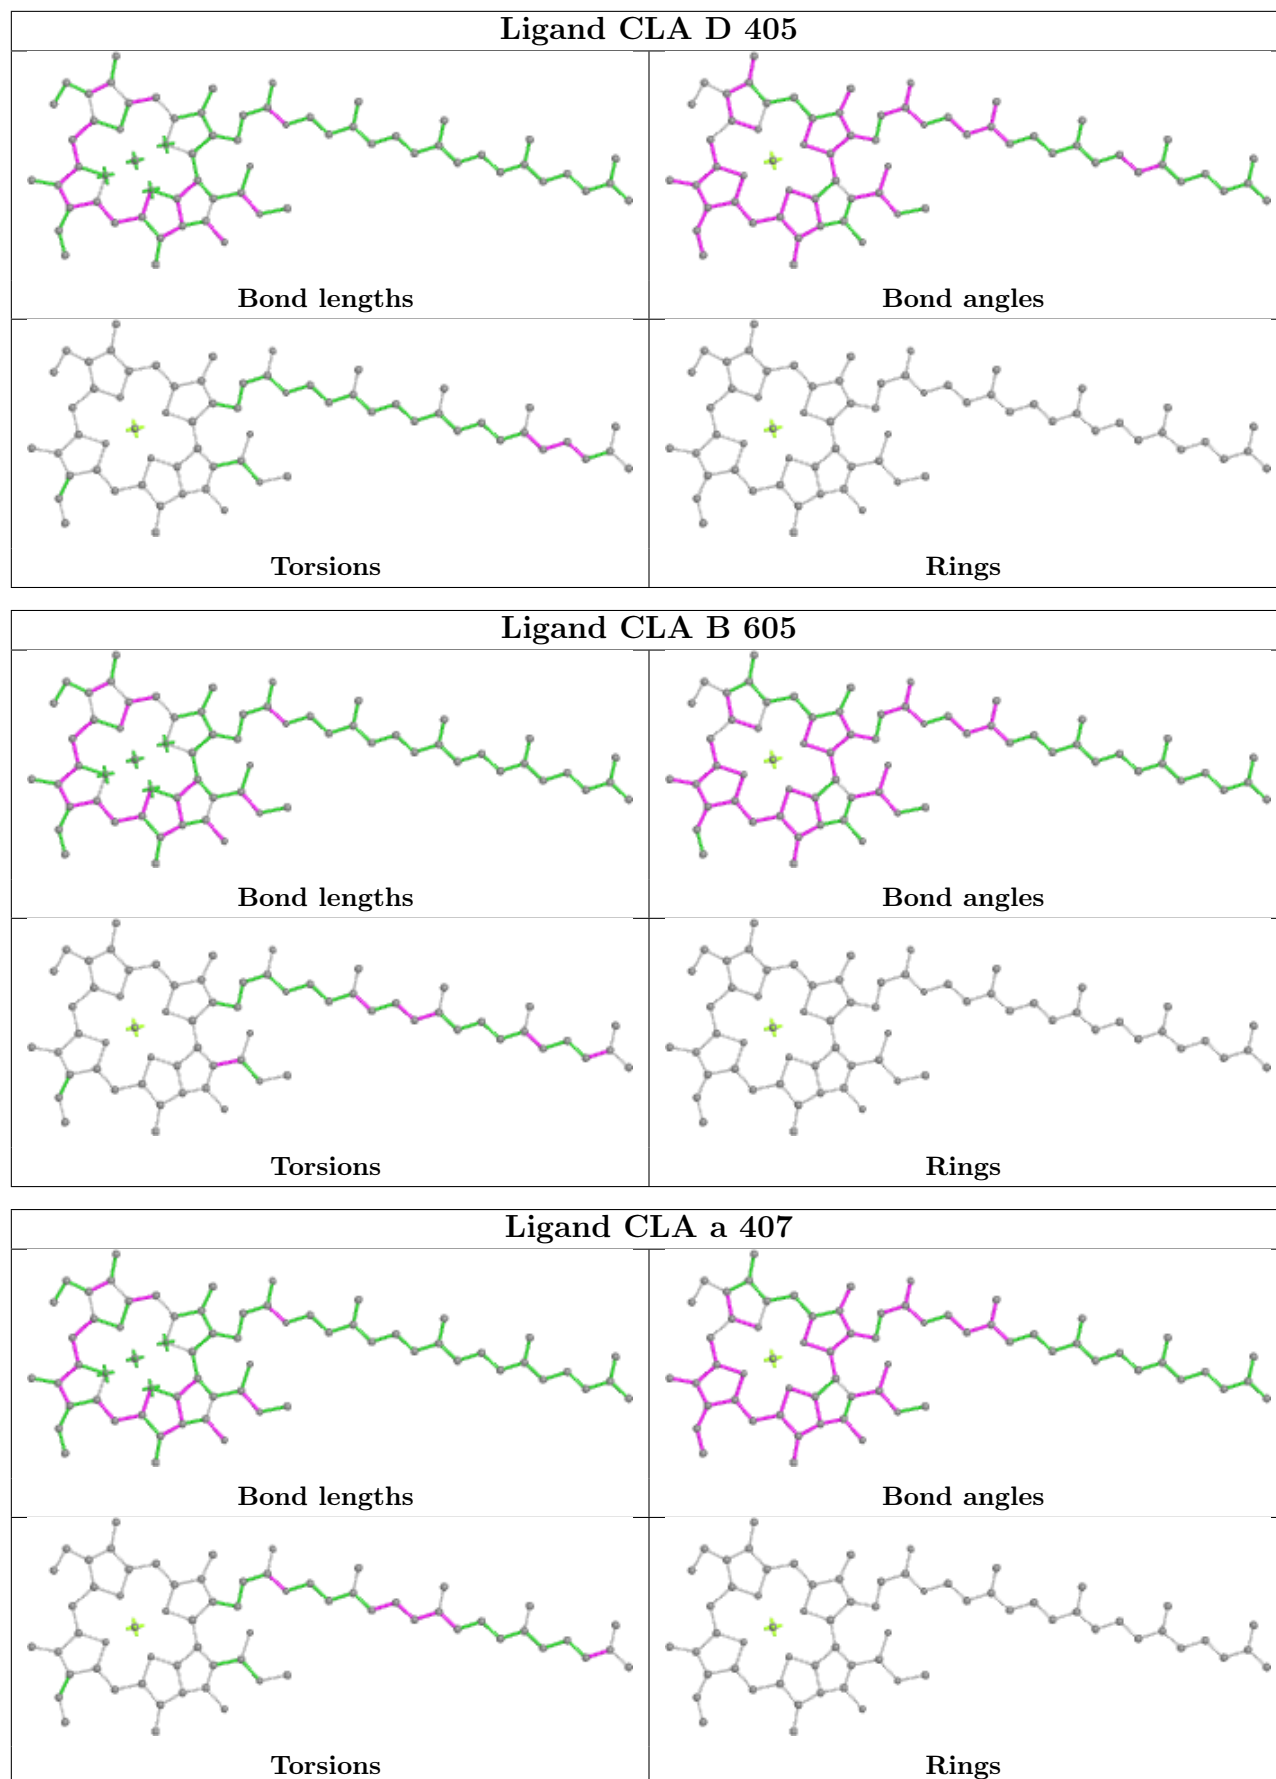 Ligand CLA D 405
Bond lengths
Bond angles
Torsions
Rings
Ligand CLA B 605
Bond lengths
Bond angles
Torsions
Rings
Ligand CLA a 407
Bond lengths
Bond angles
Torsions
Rings